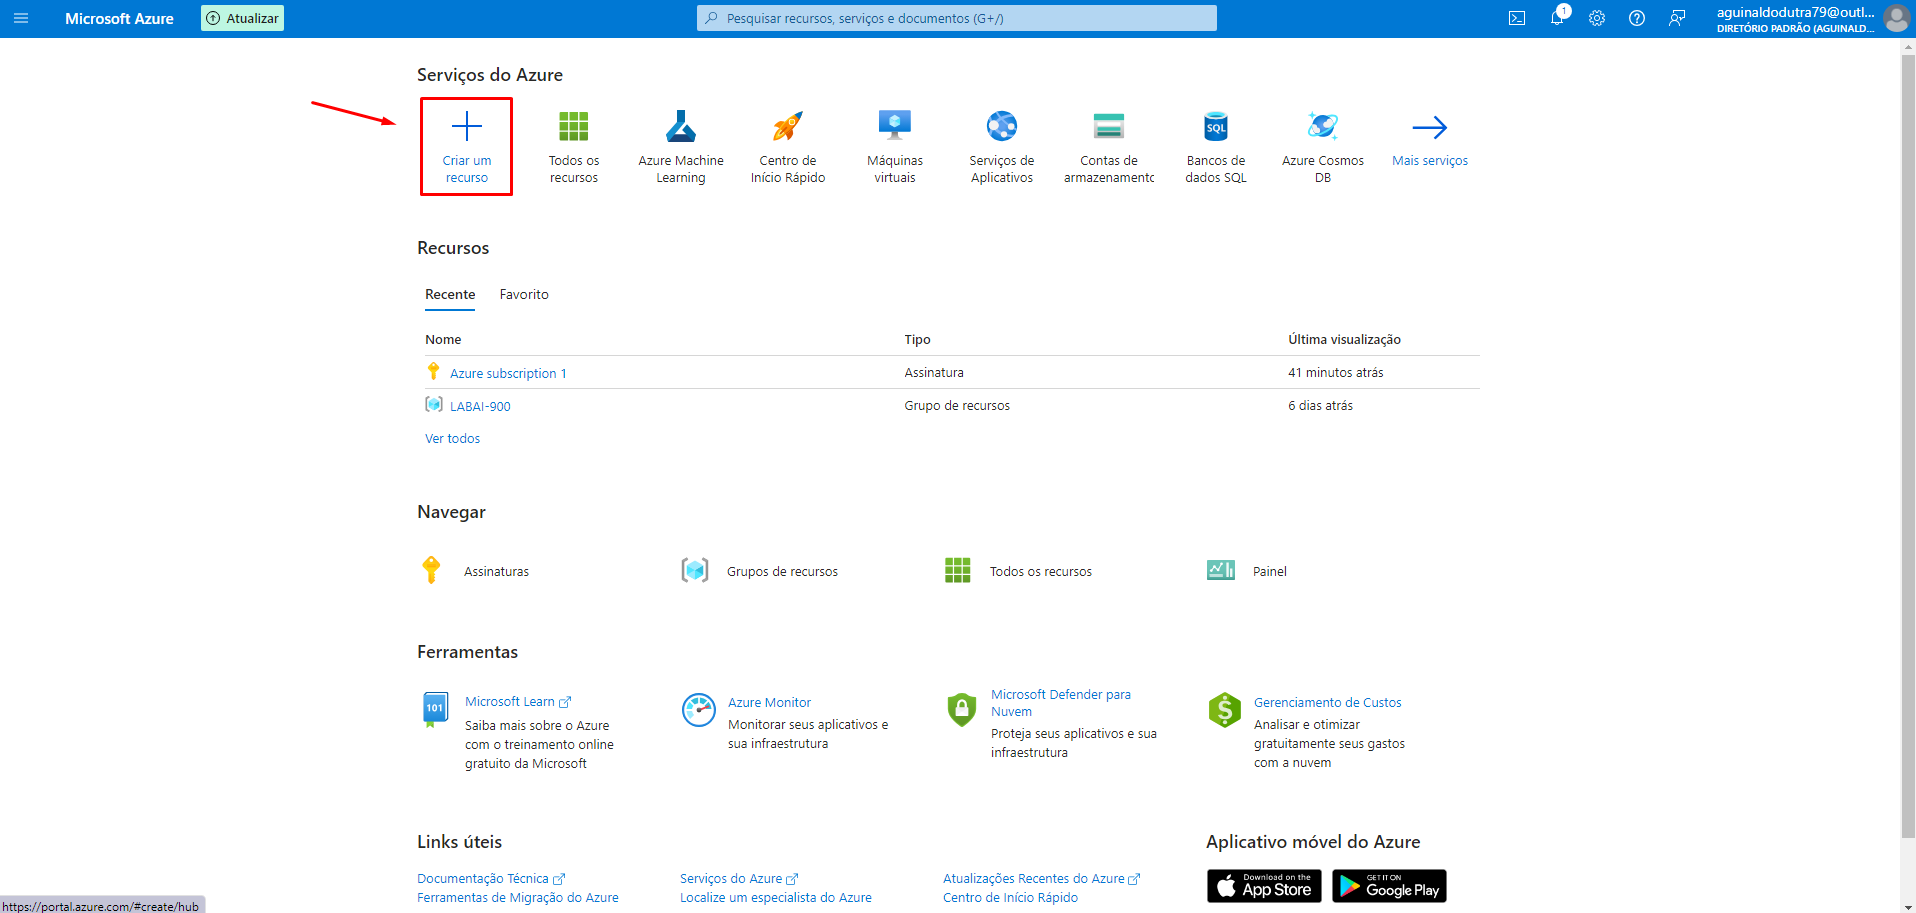 Microsoft Azure
Atualizar
Pesquisar recursos, serviços e documentos (G+/)
1
aguinaldodutra79@outl...
DIRETÓRIO PADRÃO (AGUINALD...
Serviços do Azure
Criar um
recurso
Todos os
recursos
Azure Machine
Learning
Centro de
Início Rápido
Máquinas
virtuais
Serviços de
Aplicativos
Contas de
armazenamento
SQL
Bancos de
dados SQL
Azure Cosmos
DB
Mais serviços
Recursos
Recente
Favorito
Nome
Tipo
Última visualização
Azure subscription 1
Assinatura
41 minutos atrás
LABAI-900
Grupo de recursos
6 dias atrás
Ver todos
Navegar
Assinaturas
Grupos de recursos
Todos os recursos
Painel
Ferramentas
101
Microsoft Learn
Saiba mais sobre o Azure
com o treinamento online
gratuito da Microsoft
Azure Monitor
Monitorar seus aplicativos e
sua infraestrutura
Microsoft Defender para
Nuvem
Proteja seus aplicativos e sua
infraestrutura
$
Gerenciamento de Custos
Analisar e otimizar
gratuitamente seus gastos
com a nuvem
Links úteis
Aplicativo móvel do Azure
Documentação Técnica
Serviços do Azure
Atualizações Recentes do Azure
Ferramentas de Migração do Azure
Localize um especialista do Azure
Centro de Início Rápido
Download on the
App Store
GET IT ON
Google Play
https://portal.azure.com/#create/hub